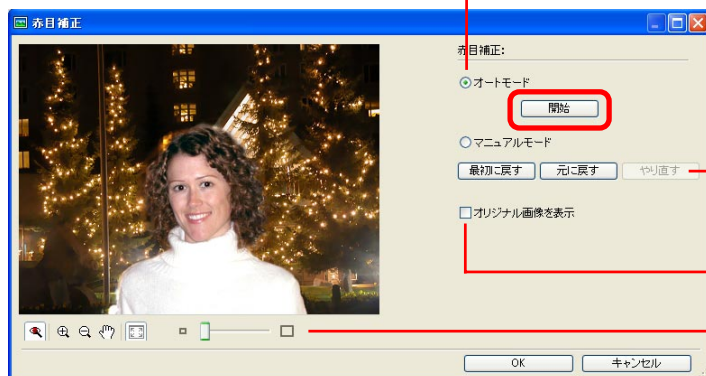 赤目補正
赤目補正:
オートモード
開始
マニュアルモード
最初に戻す 元に戻す やり直す
オリジナル画像を表示
OK キャンセル